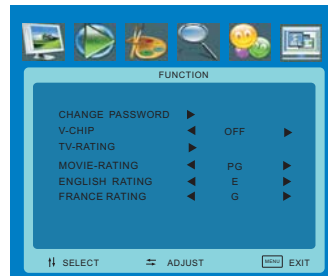 FUNCTION
CHANGE PASSWORD ▶
V-CHIP ◀ OFF ▶
TV-RATING ▶
MOVIE-RATING ◀ PG ▶
ENGLISH RATING ◀ E ▶
FRANCE RATING ◀ G ▶
SELECT ADJUST MENU EXIT